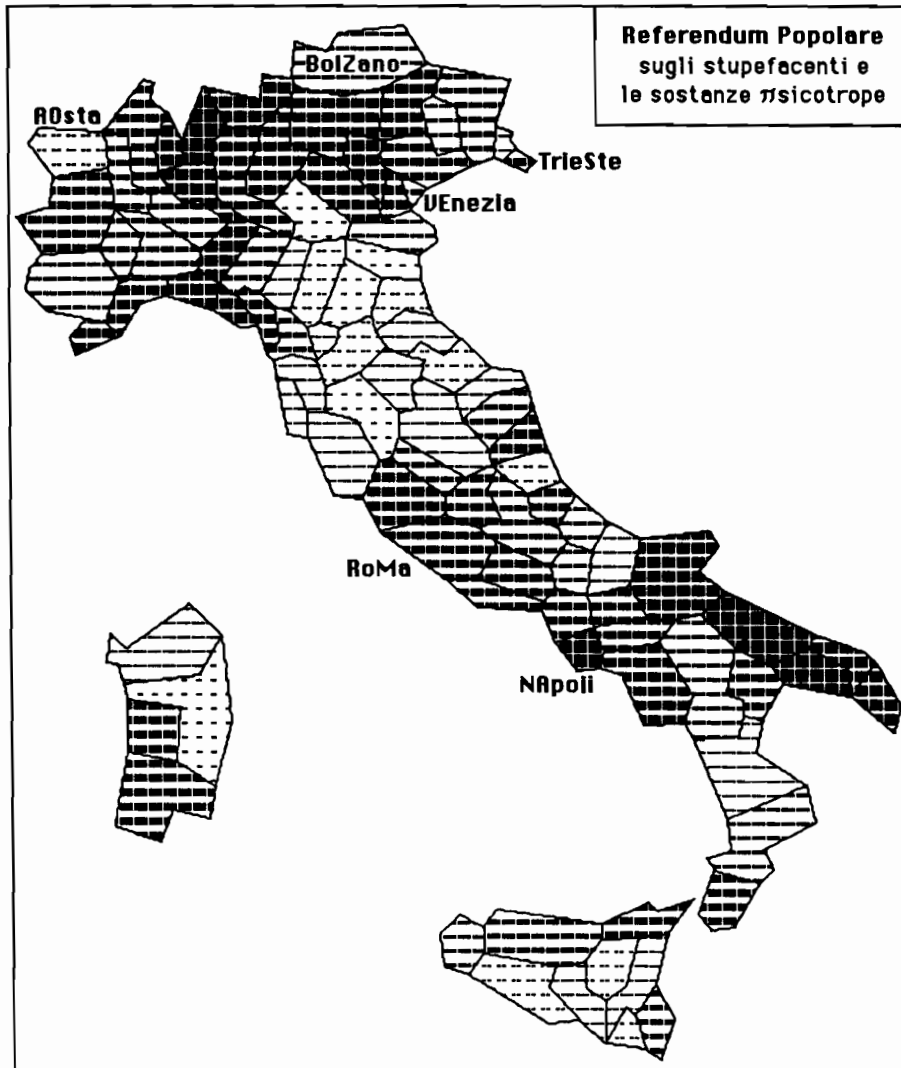 Referendum Popolare
sugli stupefacenti e
le sostanze πsicotrope
BolZano
AOsta
TrieSte
VEnezia
RoMa
NApoli